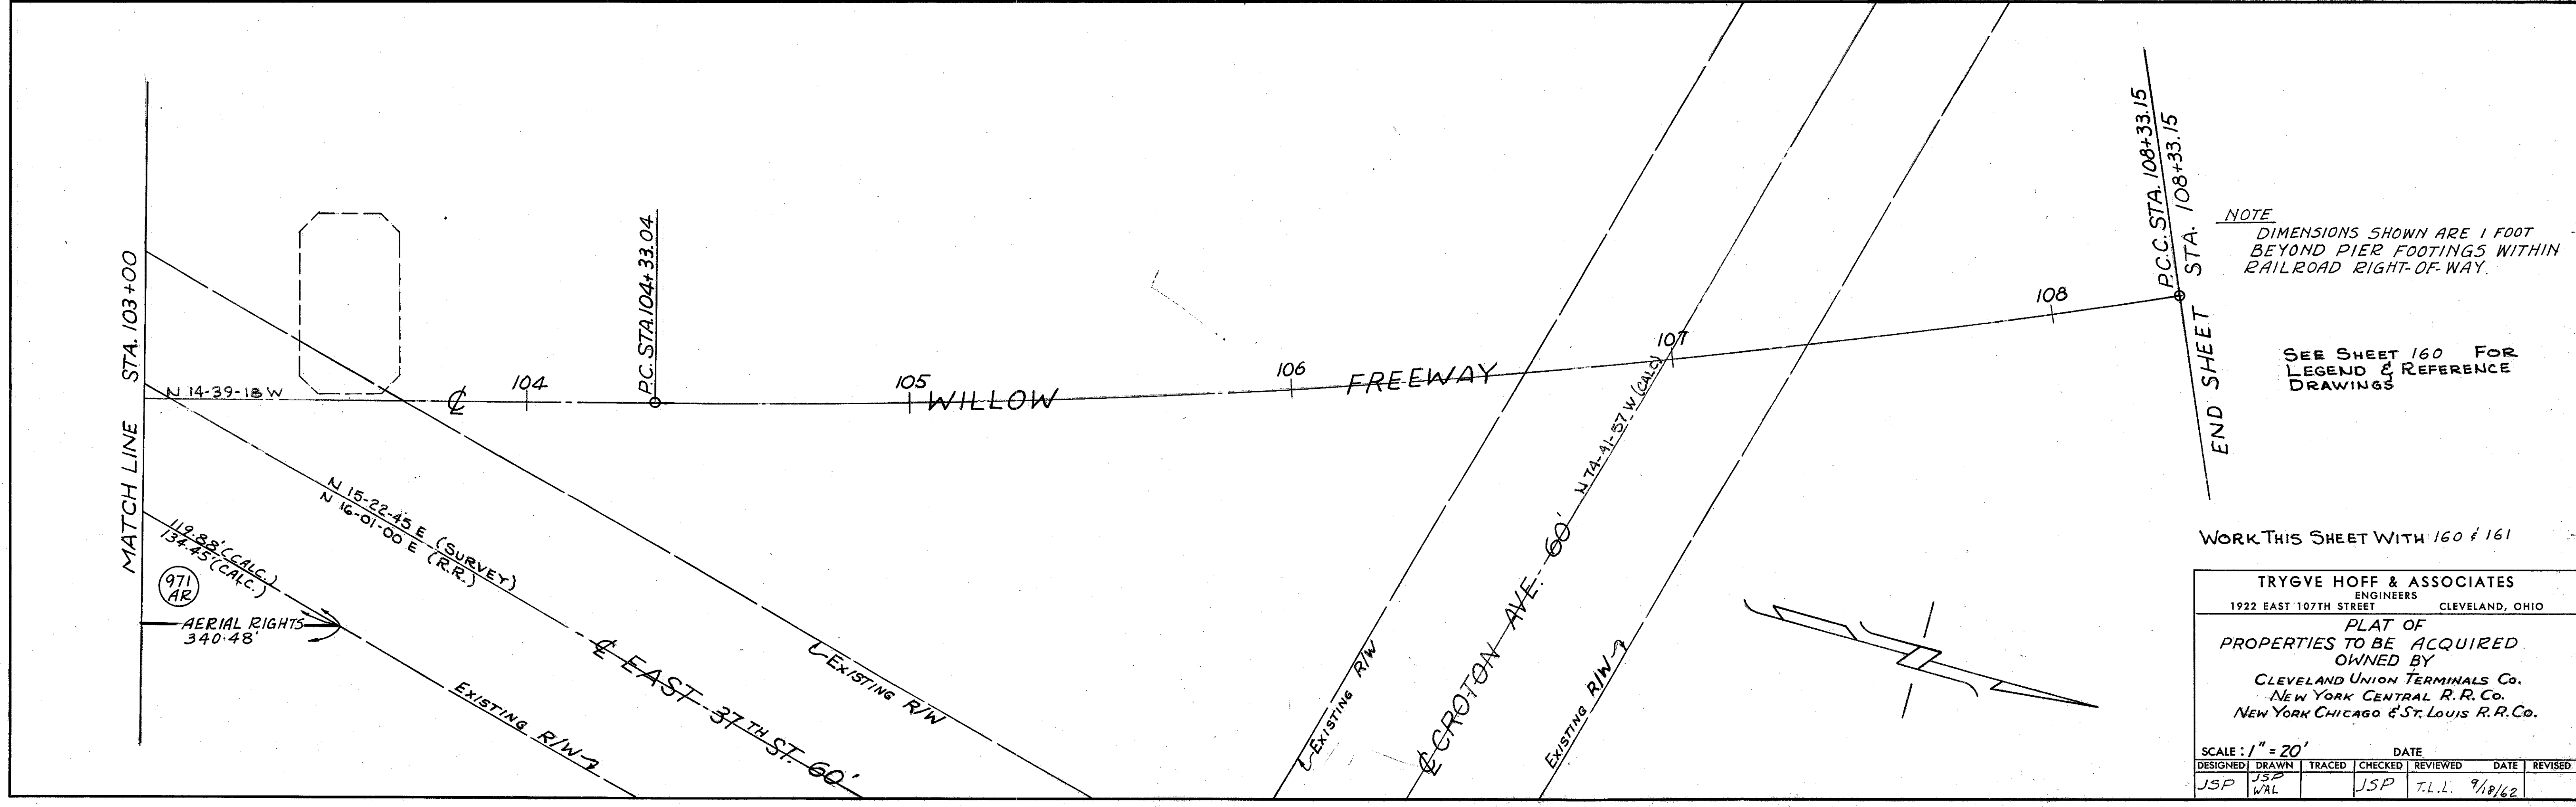 MATCH LINE STA. 103+00
N 14-39-18 W
℄
104
P.C. STA. 104+33.04
105
WILLOW
106
FREEWAY
107
108
P.C.C. STA. 108+33.15
END SHEET STA. 108+33.15
N 15-22-45 E (SURVEY)
N 16-01-00 E (R.R.)
119.88' (CALC.)
134.45' (CALC.)
971
AR
AERIAL RIGHTS
340.48'
EXISTING R/W
℄ EAST 37TH ST. 60'
EXISTING R/W
EXISTING R/W
℄ CROTON AVE. 60'
N 74-41-57 W (CALC)
EXISTING R/W
NOTE
DIMENSIONS SHOWN ARE 1 FOOT
BEYOND PIER FOOTINGS WITHIN
RAILROAD RIGHT-OF-WAY.
SEE SHEET 160 FOR
LEGEND & REFERENCE
DRAWINGS
WORK THIS SHEET WITH 160 & 161
TRYGVE HOFF & ASSOCIATES
ENGINEERS
1922 EAST 107TH STREET CLEVELAND, OHIO
PLAT OF
PROPERTIES TO BE ACQUIRED
OWNED BY
CLEVELAND UNION TERMINALS CO.
NEW YORK CENTRAL R.R. CO.
NEW YORK CHICAGO & ST. LOUIS R.R. CO.
SCALE: 1" = 20' DATE
DESIGNED DRAWN TRACED CHECKED REVIEWED DATE REVISED
JSP JSP WAL JSP T.L.L. 9/18/62